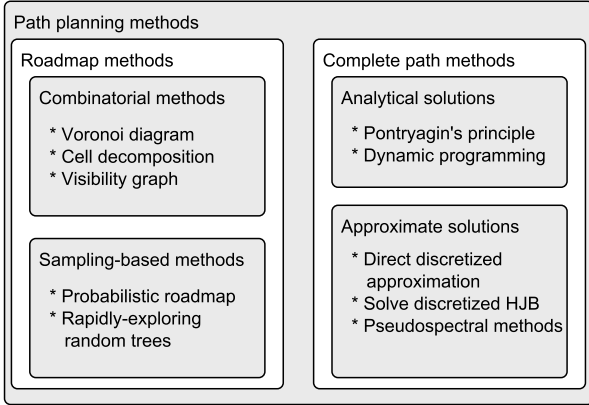 Path planning methods
Roadmap methods
Combinatorial methods
* Voronoi diagram
* Cell decomposition
* Visibility graph
Sampling-based methods
* Probabilistic roadmap
* Rapidly-exploring
random trees
Complete path methods
Analytical solutions
* Pontryagin's principle
* Dynamic programming
Approximate solutions
* Direct discretized
approximation
* Solve discretized HJB
* Pseudospectral methods